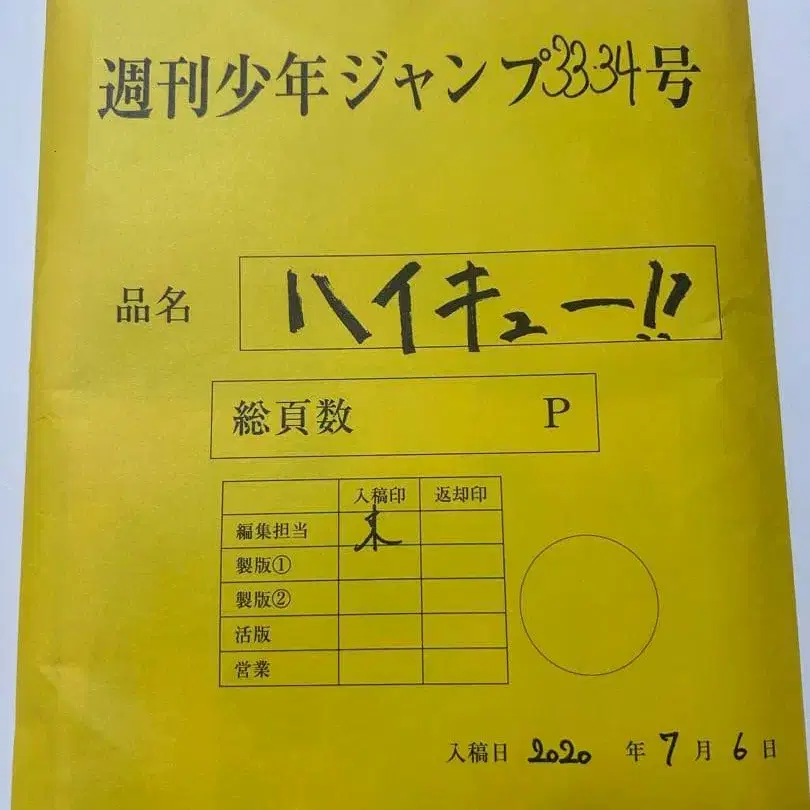 週刊少年ジャンプ33・34号
品名 ハイキュー!!
総頁数 P
入稿印 返却印
編集担当
製版①
製版②
活版
営業
入稿日 2020 年 7 月 6 日